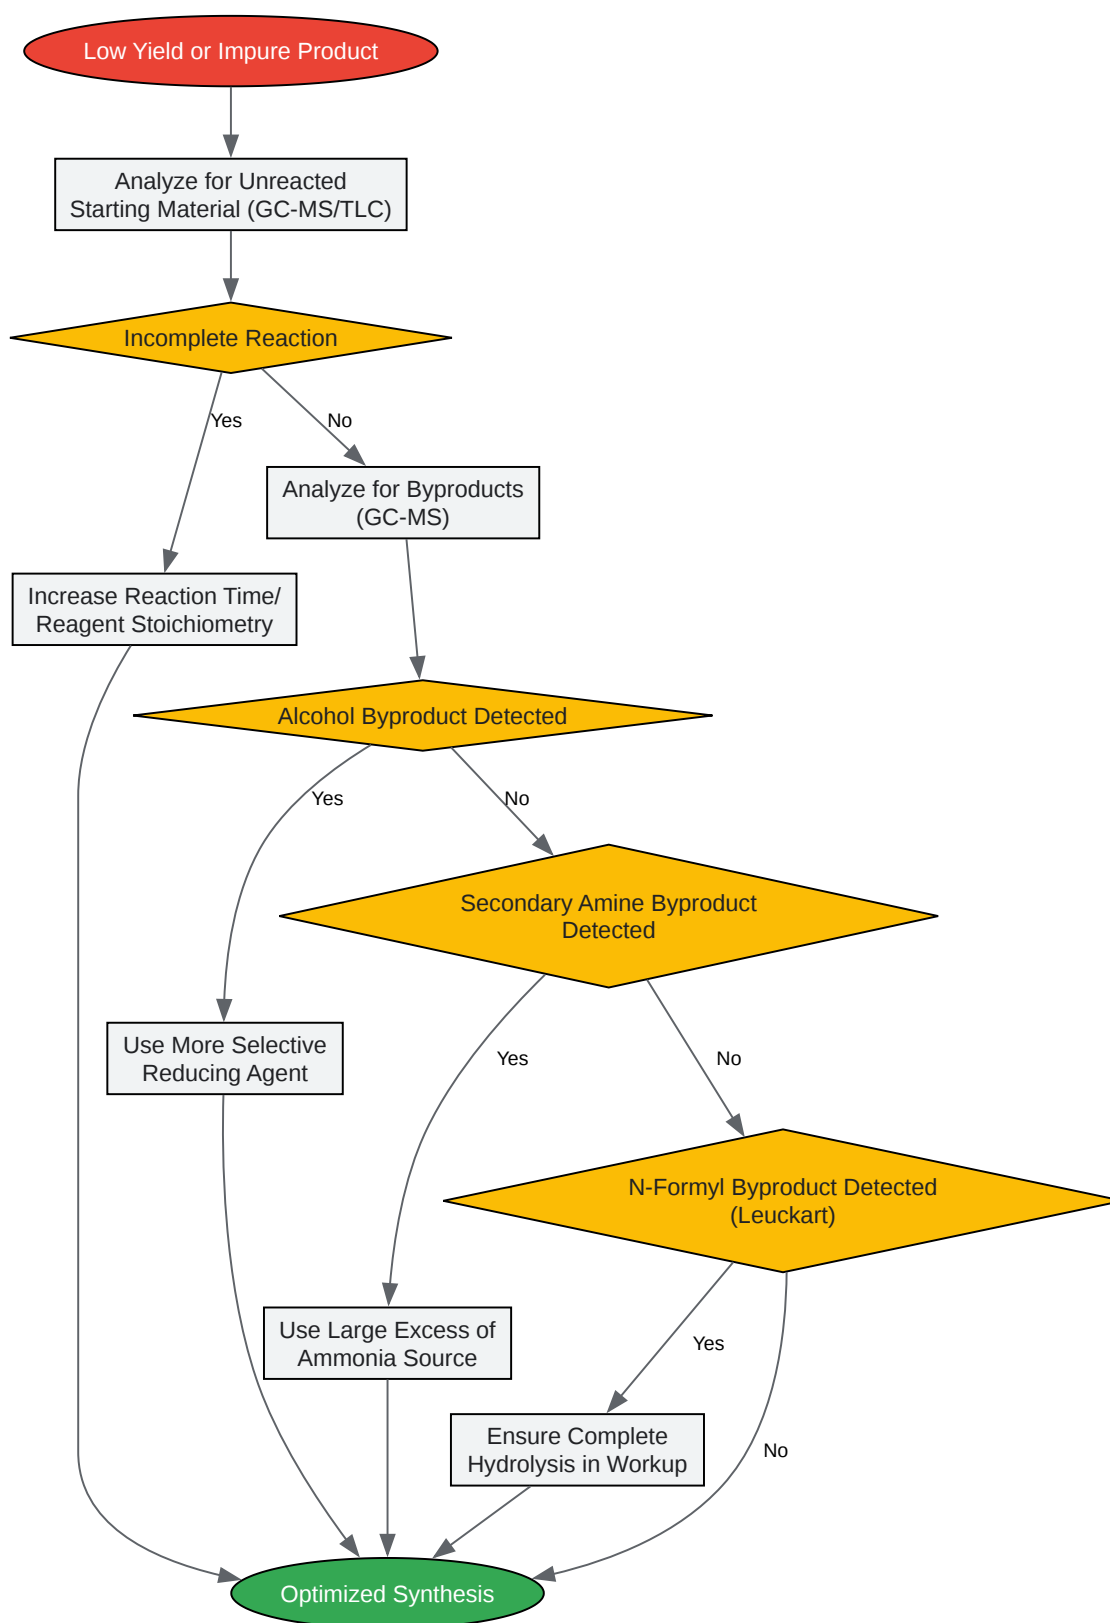 Low Yield or Impure Product
Analyze for Unreacted
Starting Material (GC-MS/TLC)
Incomplete Reaction
Yes
No
Analyze for Byproducts
(GC-MS)
Increase Reaction Time/
Reagent Stoichiometry
Alcohol Byproduct Detected
Yes
No
Secondary Amine Byproduct
Detected
Use More Selective
Reducing Agent
Yes
No
N-Formyl Byproduct Detected
(Leuckart)
Use Large Excess of
Ammonia Source
Yes
Ensure Complete
Hydrolysis in Workup
No
Optimized Synthesis